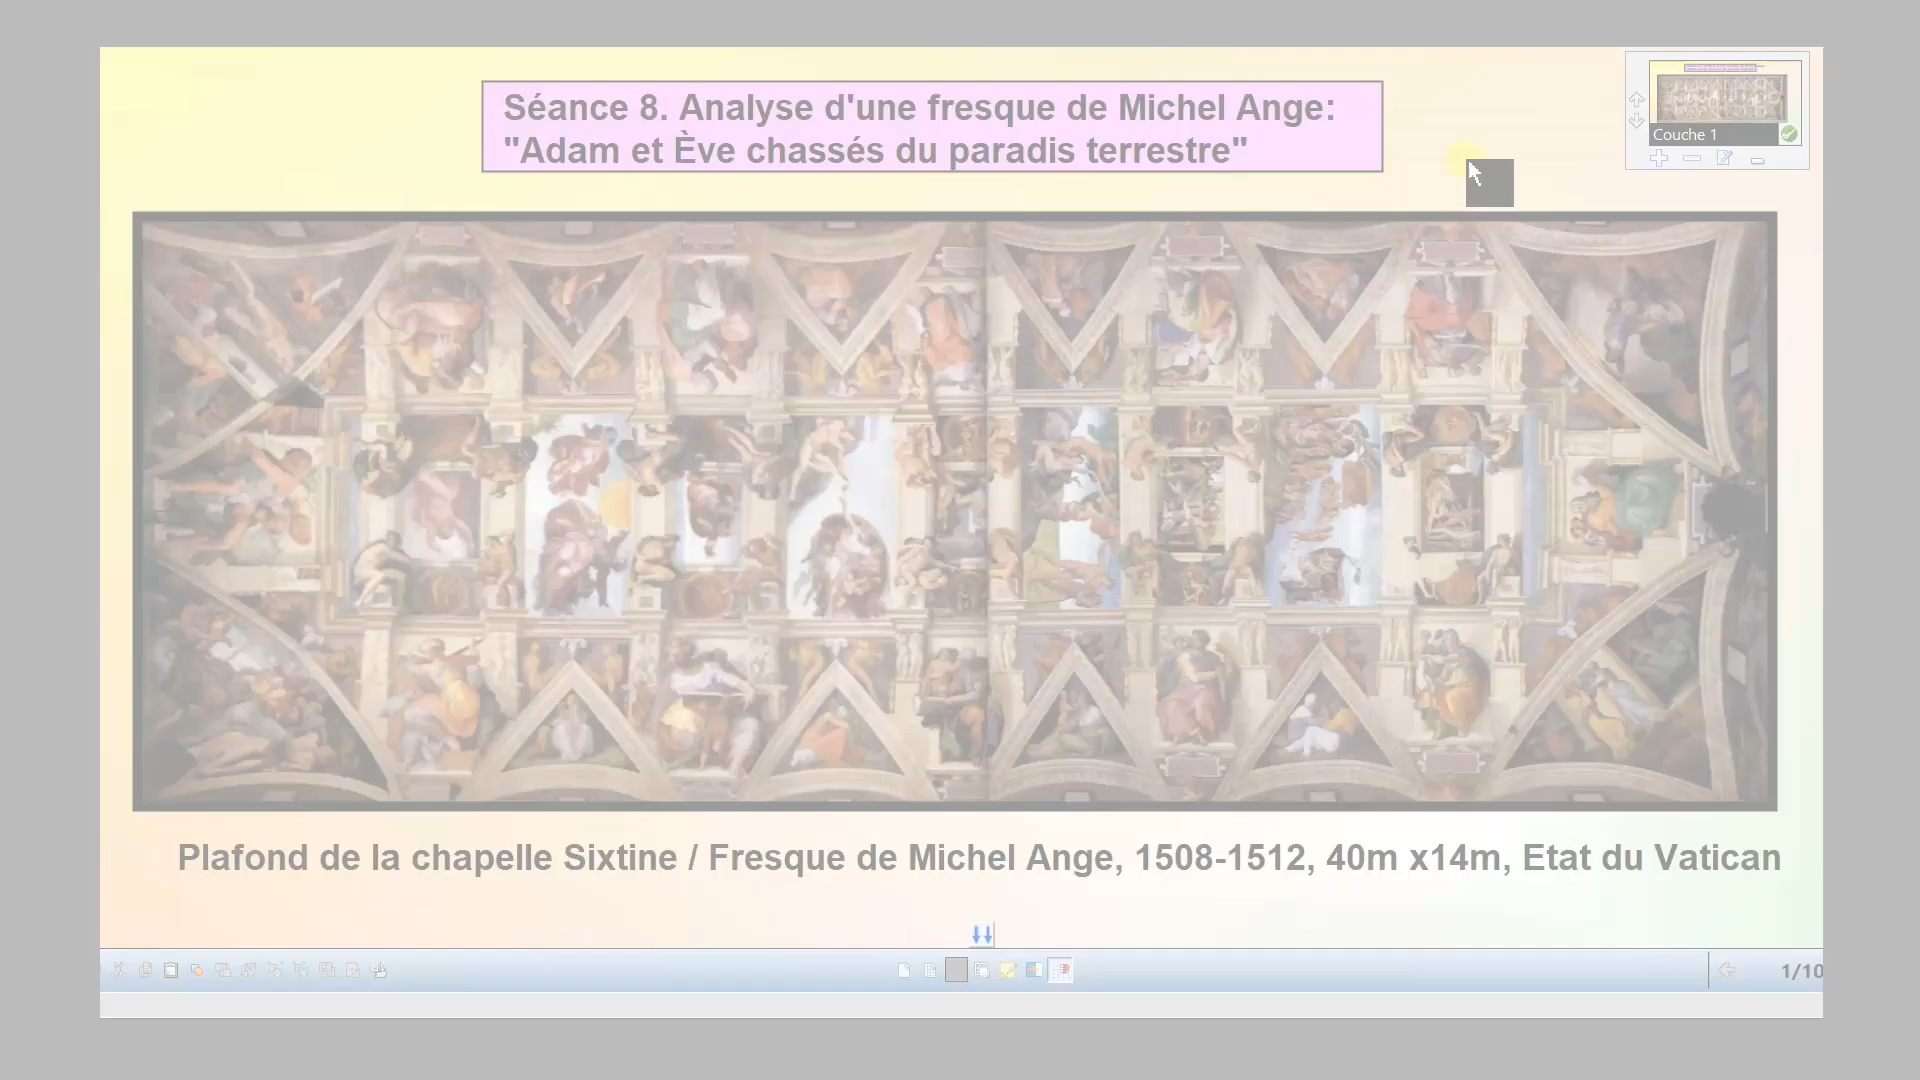 Séance 8. Analyse d'une fresque de Michel Ange:
"Adam et Ève chassés du paradis terrestre"
Couche 1
Plafond de la chapelle Sixtine / Fresque de Michel Ange, 1508-1512, 40m x14m, Etat du Vatican
1/10